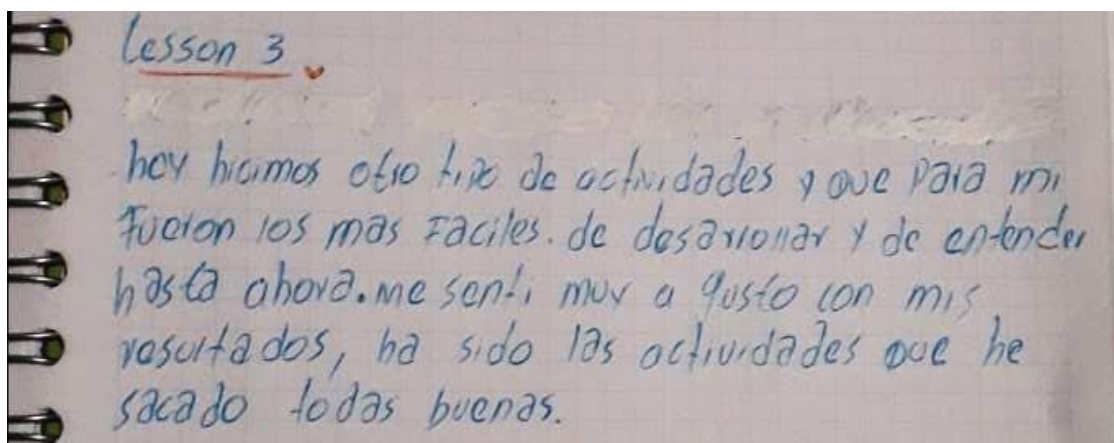 Lesson 3
hoy hicimos otro tipo de actividades y que para mi
fueron los mas faciles. de desarrollar y de entender
hasta ahora. me senti muy a gusto con mis
resultados, ha sido las actividades que he
sacado todas buenas.